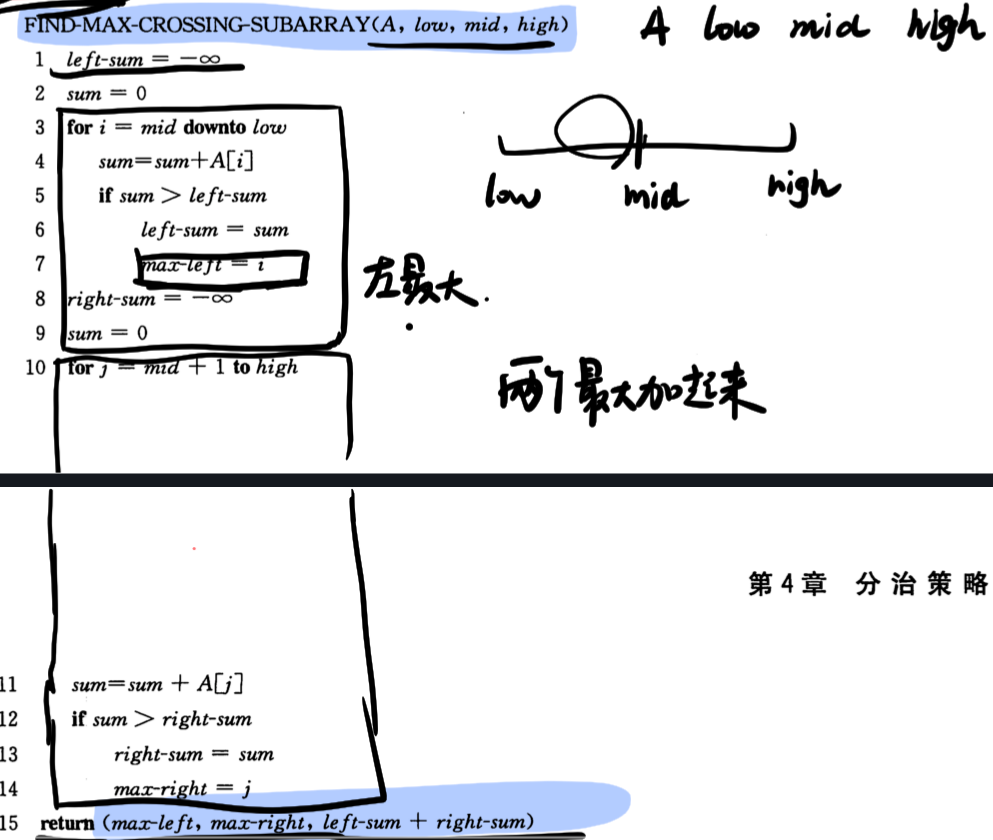 FIND-MAX-CROSSING-SUBARRAY(A, low, mid, high)
A low mid high
1 left-sum = −∞
2 sum = 0
3 for i = mid downto low
4 sum=sum+A[i]
5 if sum > left-sum
6 left-sum = sum
7 max-left = i
8 right-sum = −∞
9 sum = 0
10 for j = mid + 1 to high
low mid high
左最大.
两个最大加起来
第4章 分治策略
11 sum=sum + A[j]
12 if sum > right-sum
13 right-sum = sum
14 max-right = j
15 return (max-left, max-right, left-sum + right-sum)